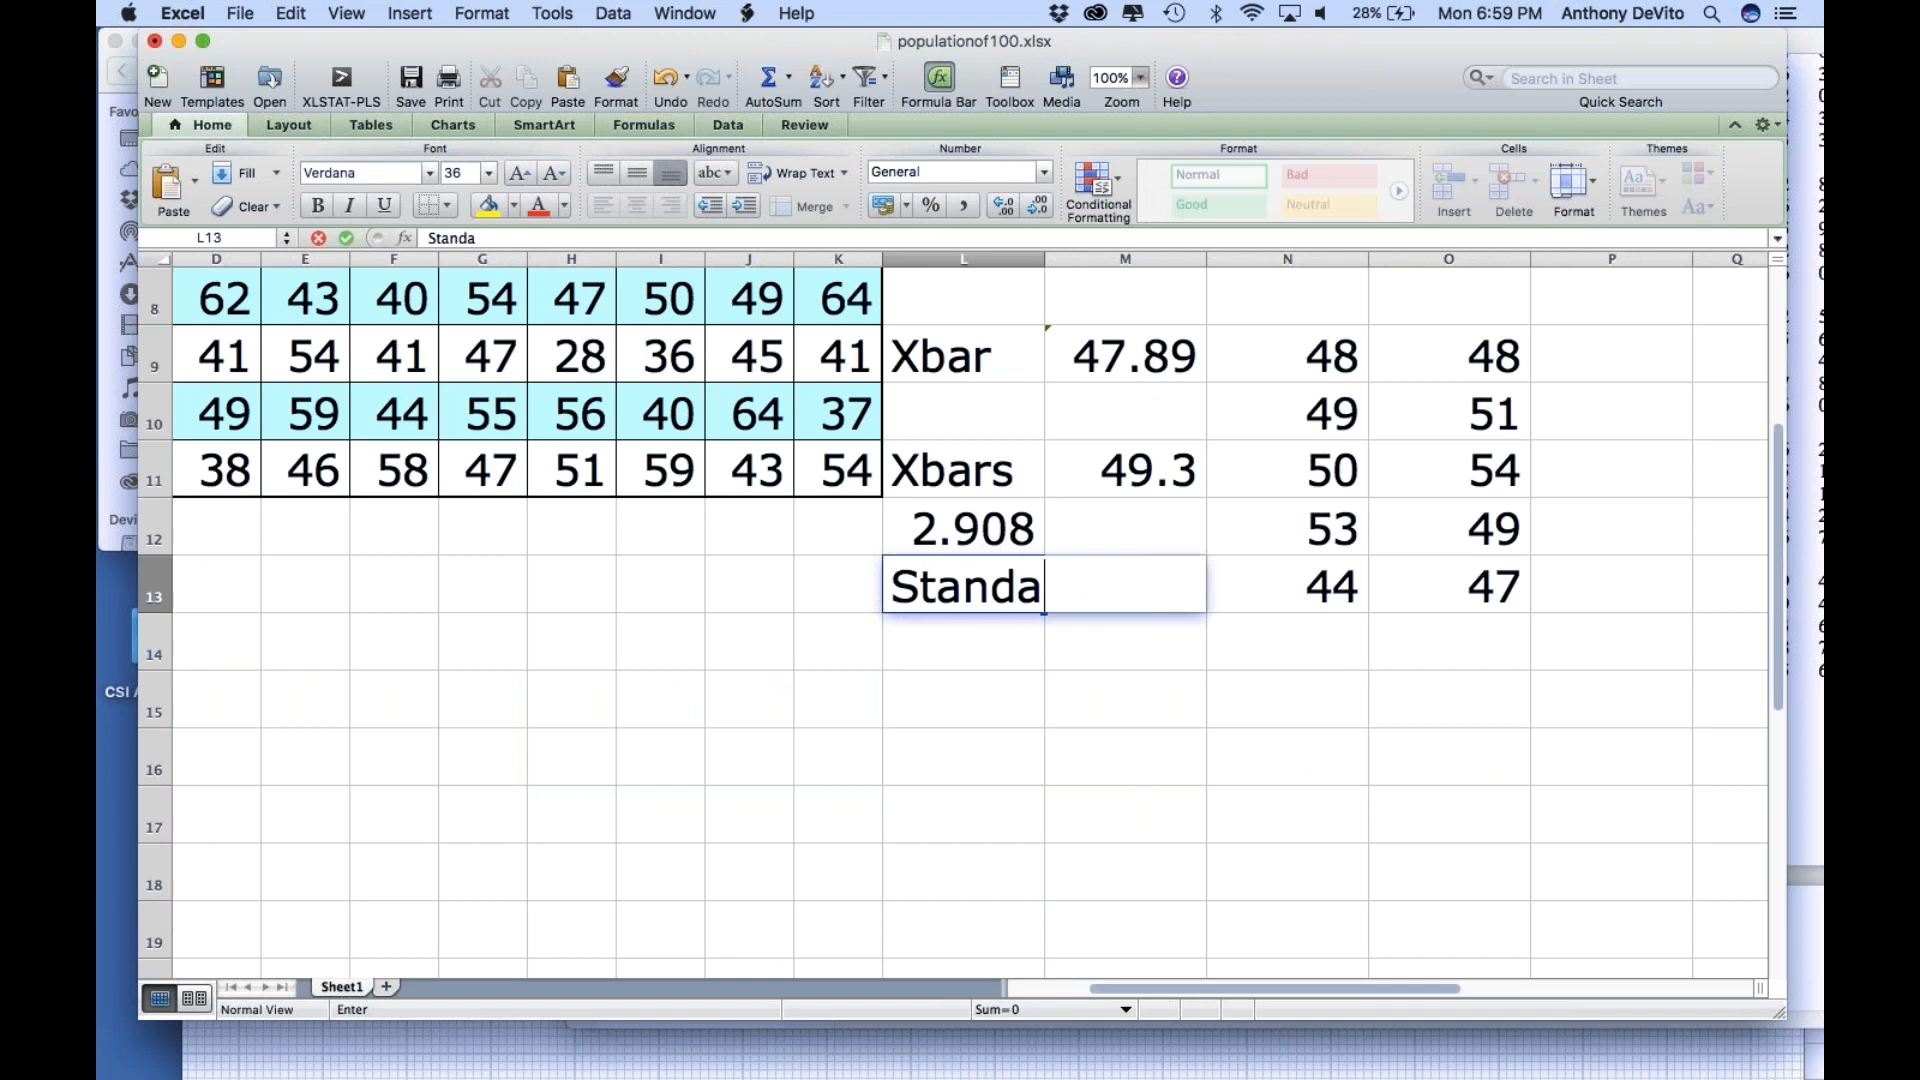 Excel File Edit View Insert Format Tools Data Window Help 28% Mon 6:59 PM Anthony DeVito
populationof100.xlsx
100% Search in Sheet
New Templates Open XLSTAT-PLS Save Print Cut Copy Paste Format Undo Redo AutoSum Sort Filter Formula Bar Toolbox Media Zoom Help Quick Search
Favo
Home Layout Tables Charts SmartArt Formulas Data Review
Edit Font Alignment Number Format Cells Themes
Fill Verdana 36 abc Wrap Text General Normal Bad
Paste Clear B I U A Merge % Conditional Formatting Good Neutral Insert Delete Format Themes Aa
L13 fx Standa
D E F G H I J K L M N O P Q
8 62 43 40 54 47 50 49 64
9 41 54 41 47 28 36 45 41 Xbar 47.89 48 48
10 49 59 44 55 56 40 64 37 49 51
11 38 46 58 47 51 59 43 54 Xbars 49.3 50 54
Devi
12 2.908 53 49
13 Standa 44 47
14
CSI
15
16
17
18
19
Sheet1
Normal View Enter Sum=0